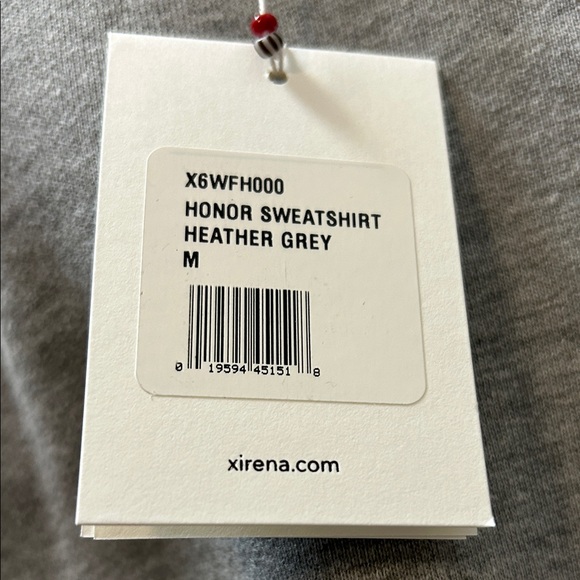 X6WFH000
HONOR SWEATSHIRT
HEATHER GREY
M
0 19594 45151 8
xirena.com